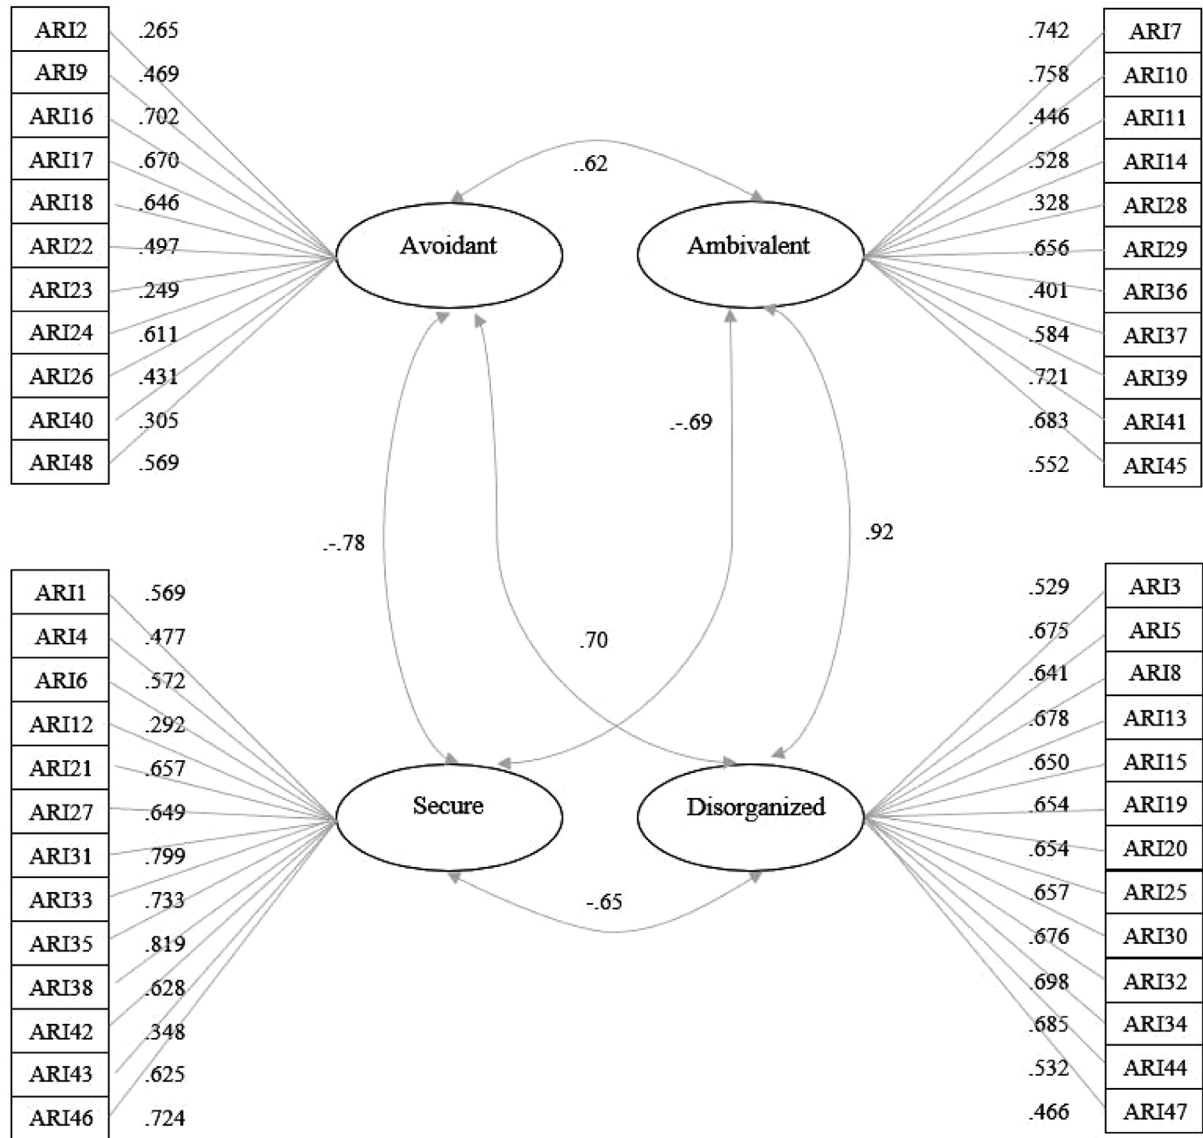 ARI2 .265
ARI9 .469
ARI16 .702
ARI17 .670
ARI18 .646
ARI22 .497
ARI23 .249
ARI24 .611
ARI26 .431
ARI40 .305
ARI48 .569
.742 ARI7
.758 ARI10
.446 ARI11
.528 ARI14
.328 ARI28
.656 ARI29
.401 ARI36
.584 ARI37
.721 ARI39
.683 ARI41
.552 ARI45
..62
Avoidant
Ambivalent
.-.69
.-.78
.92
.70
ARI1 .569
ARI4 .477
ARI6 .572
ARI12 .292
ARI21 .657
ARI27 .649
ARI31 .799
ARI33 .733
ARI35 .819
ARI38 .628
ARI42 .348
ARI43 .625
ARI46 .724
.529 ARI3
.675 ARI5
.641 ARI8
.678 ARI13
.650 ARI15
.654 ARI19
.654 ARI20
.657 ARI25
.676 ARI30
.698 ARI32
.685 ARI34
.532 ARI44
.466 ARI47
Secure
Disorganized
-.65